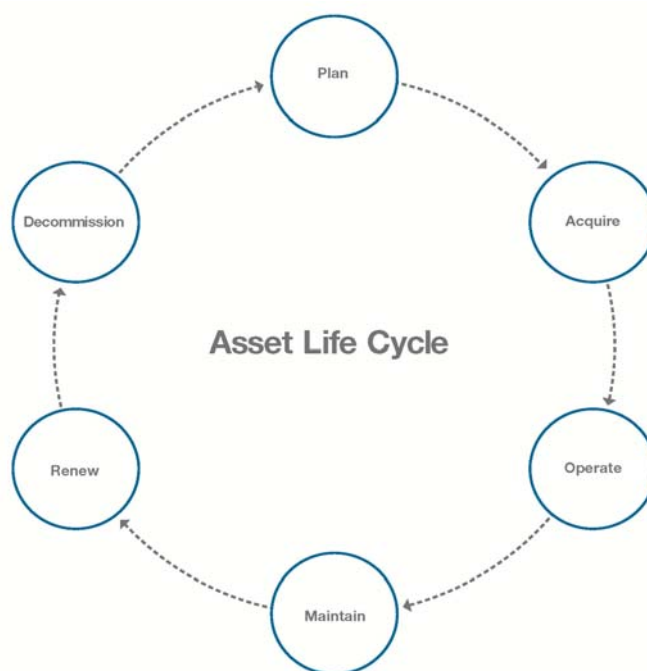 Plan
Acquire
Operate
Maintain
Renew
Decommission
Asset Life Cycle